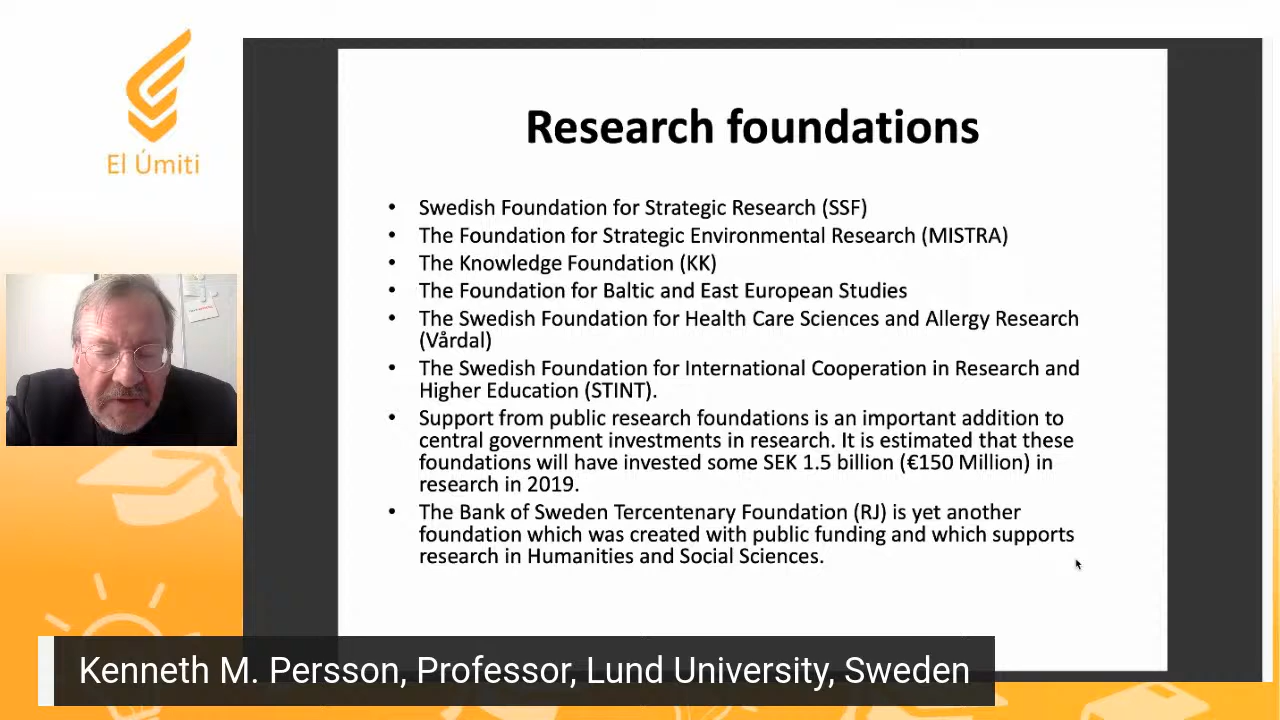 El Úmiti
Research foundations
• Swedish Foundation for Strategic Research (SSF)
• The Foundation for Strategic Environmental Research (MISTRA)
• The Knowledge Foundation (KK)
• The Foundation for Baltic and East European Studies
• The Swedish Foundation for Health Care Sciences and Allergy Research
(Vårdal)
• The Swedish Foundation for International Cooperation in Research and
Higher Education (STINT).
• Support from public research foundations is an important addition to
central government investments in research. It is estimated that these
foundations will have invested some SEK 1.5 billion (€150 Million) in
research in 2019.
• The Bank of Sweden Tercentenary Foundation (RJ) is yet another
foundation which was created with public funding and which supports
research in Humanities and Social Sciences.
Kenneth M. Persson, Professor, Lund University, Sweden